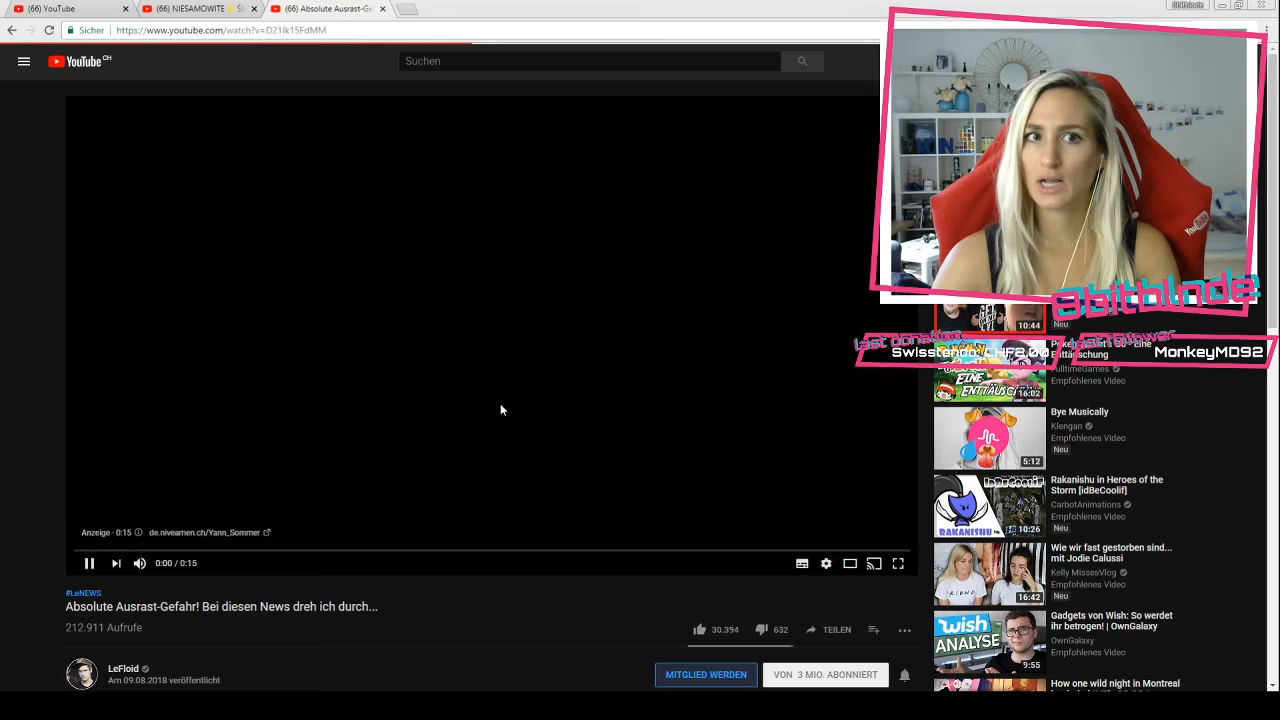 (66) YouTube
(66) NIESAMOWITE
(66) Absolute Ausrast-Ge
8bitblnde
Sicher
https://www.youtube.com/watch?v=D21Ik15FdMM
YouTube CH
Suchen
YouTube
8bitblnde
10:44
Neu
last donation
Swisstendo CHF2.00
last follower
MonkeyMD92
Eine
FulltimeGames
Empfohlenes Video
EINE
ENTTÄUSCHUNG
16:02
Bye Musically
Klengan
Empfohlenes Video
Neu
5:12
Rakanishu in Heroes of the
Storm [idBeCoolif]
CarbotAnimations
Empfohlenes Video
Neu
IDBECOOLIF
RAKANISHU
10:26
Wie wir fast gestorben sind...
mit Jodie Calussi
Kelly MissesVlog
Empfohlenes Video
Neu
16:42
Gadgets von Wish: So werdet
ihr betrogen! | OwnGalaxy
OwnGalaxy
Empfohlenes Video
wish
ANALYSE
9:55
How one wild night in Montreal
Anzeige · 0:15
de.niveamen.ch/Yann_Sommer
0:00 / 0:15
#LeNEWS
Absolute Ausrast-Gefahr! Bei diesen News dreh ich durch...
212.911 Aufrufe
30.394
632
TEILEN
LeFloid
Am 09.08.2018 veröffentlicht
MITGLIED WERDEN
VON 3 MIO. ABONNIERT